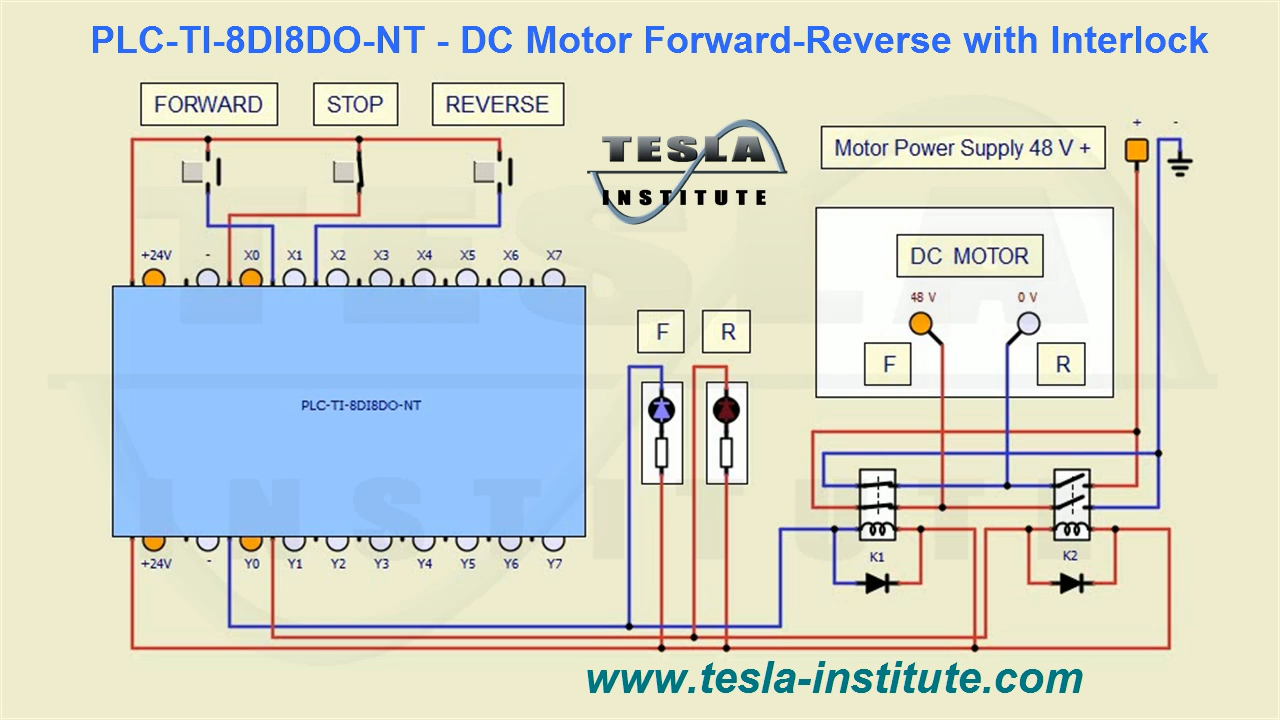 PLC-TI-8DI8DO-NT - DC Motor Forward-Reverse with Interlock
FORWARD STOP REVERSE
TESLA
INSTITUTE
Motor Power Supply 48 V +
+ -
DC MOTOR
48 V 0 V
F R
+24V - X0 X1 X2 X3 X4 X5 X6 X7
F R
PLC-TI-8DI8DO-NT
+24V - Y0 Y1 Y2 Y3 Y4 Y5 Y6 Y7
K1 K2
www.tesla-institute.com
TESLA
INSTITUTE